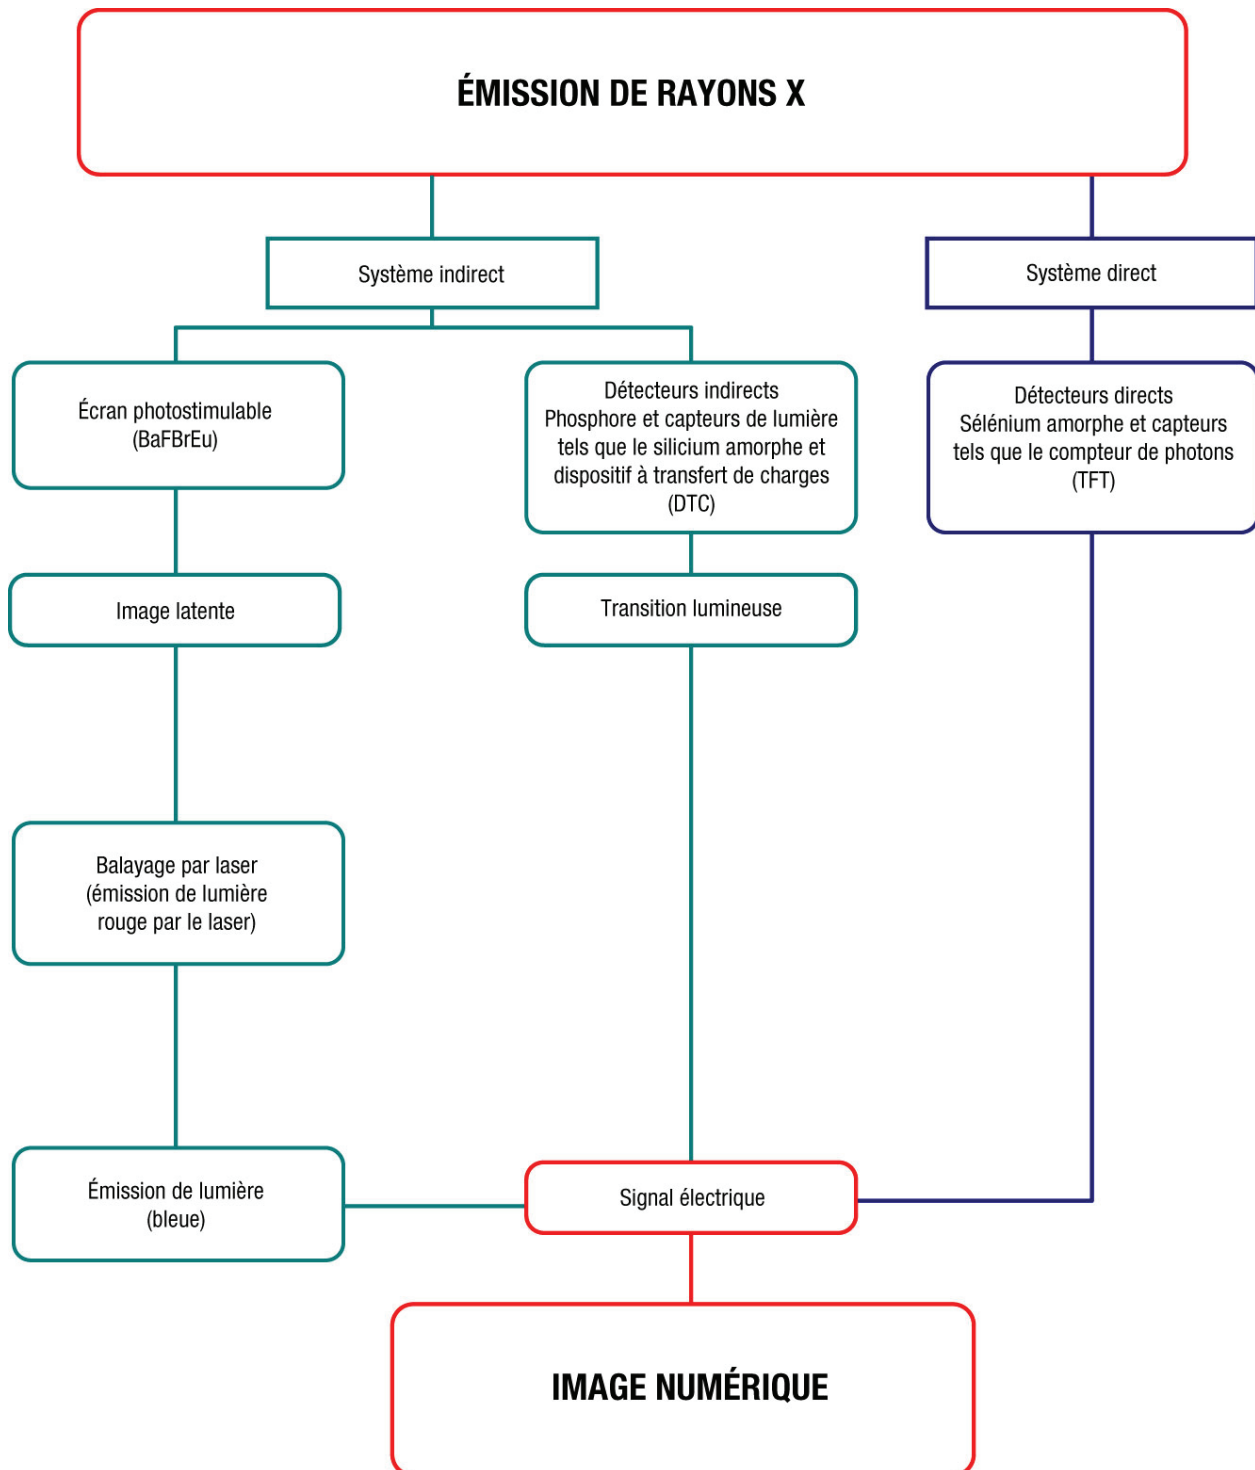 ÉMISSION DE RAYONS X
Système indirect
Système direct
Écran photostimulable
(BaFBrEu)
Détecteurs indirects
Phosphore et capteurs de lumière
tels que le silicium amorphe et
dispositif à transfert de charges
(DTC)
Détecteurs directs
Sélénium amorphe et capteurs
tels que le compteur de photons
(TFT)
Image latente
Transition lumineuse
Balayage par laser
(émission de lumière
rouge par le laser)
Émission de lumière
(bleue)
Signal électrique
IMAGE NUMÉRIQUE